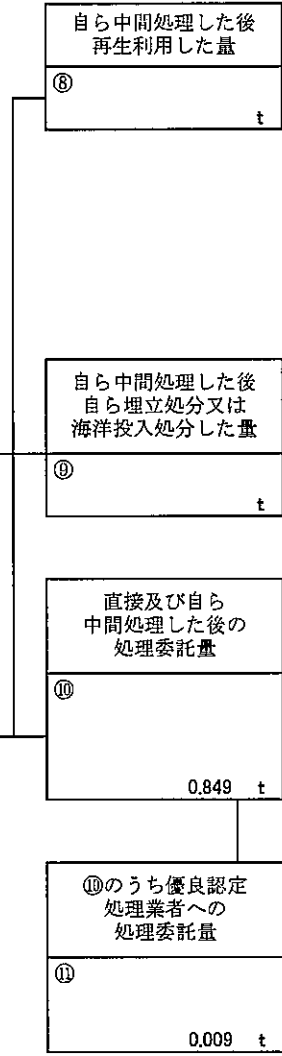 自ら中間処理した後
再生利用した量
⑧
t
自ら中間処理した後
自ら埋立処分又は
海洋投入処分した量
⑨
t
直接及び自ら
中間処理した後の
処理委託量
⑩
0.849 t
⑩のうち優良認定
処理業者への
処理委託量
⑪
0.009 t